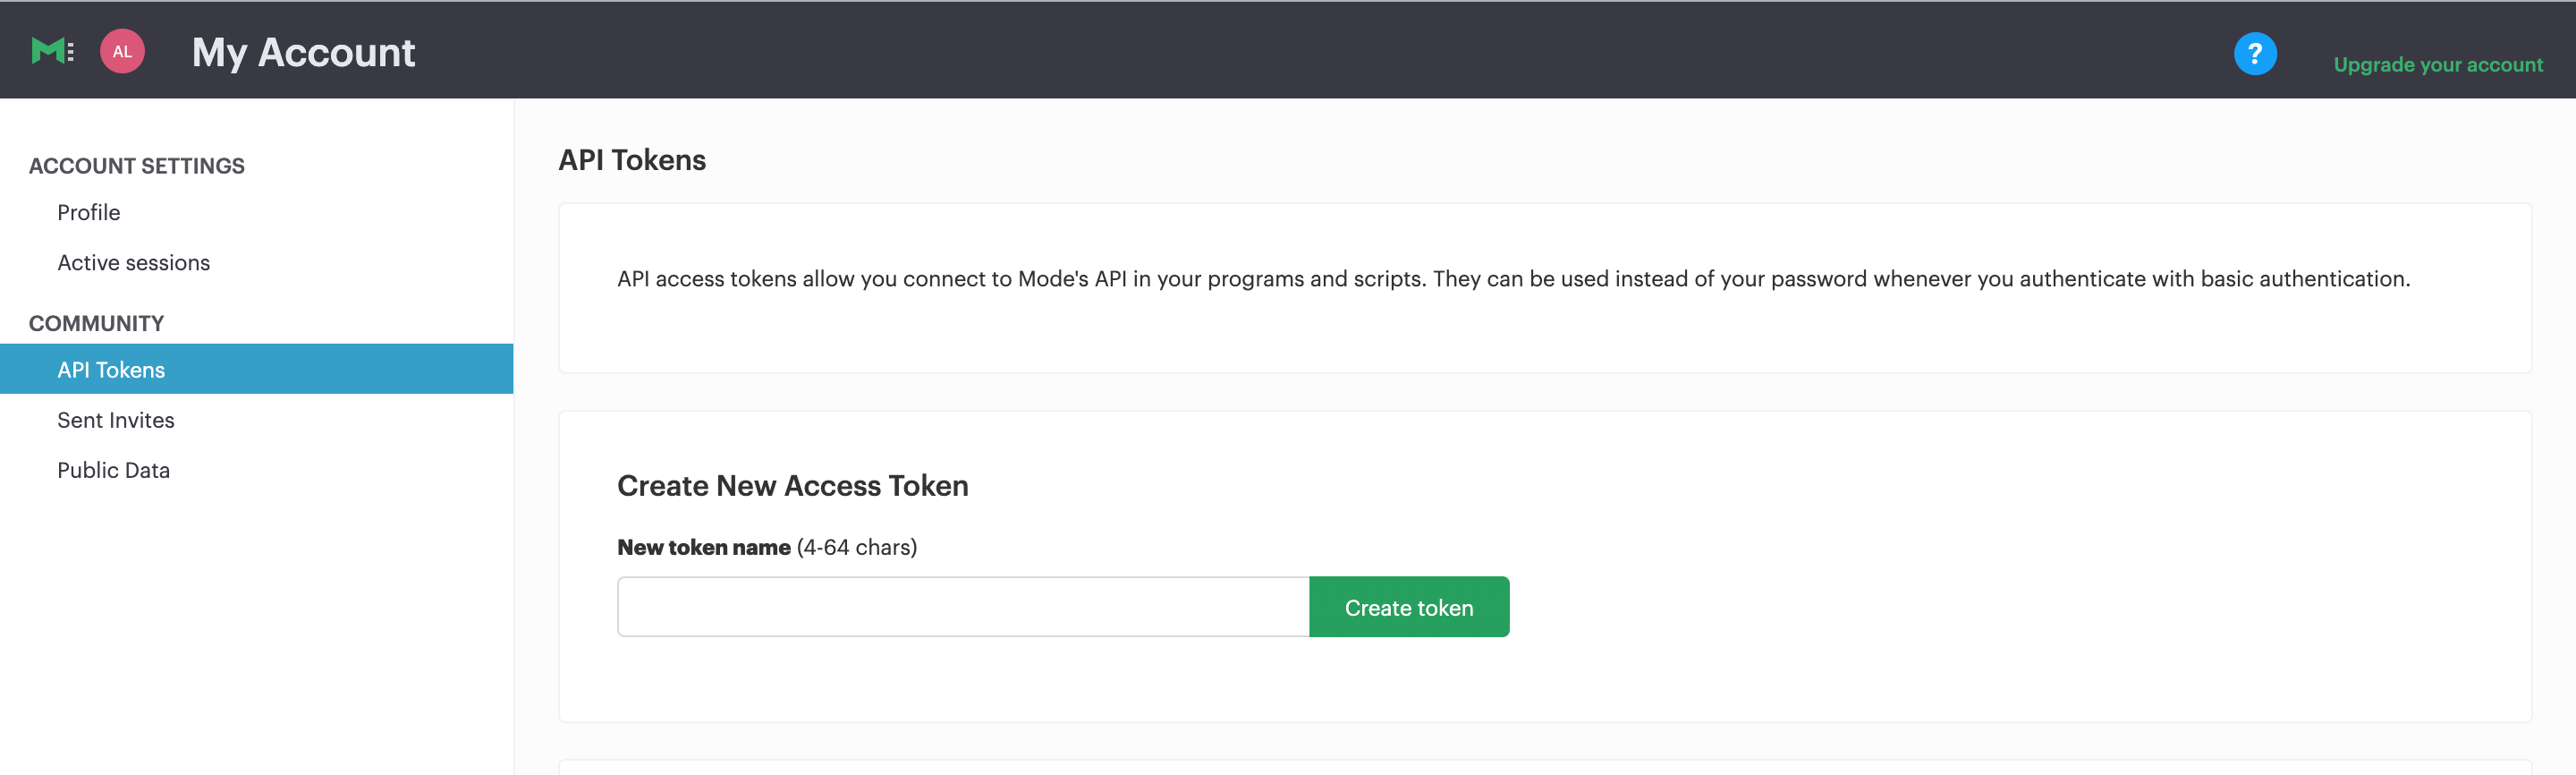 AL
My Account
?
Upgrade your account
ACCOUNT SETTINGS
Profile
Active sessions
COMMUNITY
API Tokens
Sent Invites
Public Data
API Tokens
API access tokens allow you connect to Mode's API in your programs and scripts. They can be used instead of your password whenever you authenticate with basic authentication.
Create New Access Token
New token name (4-64 chars)
Create token